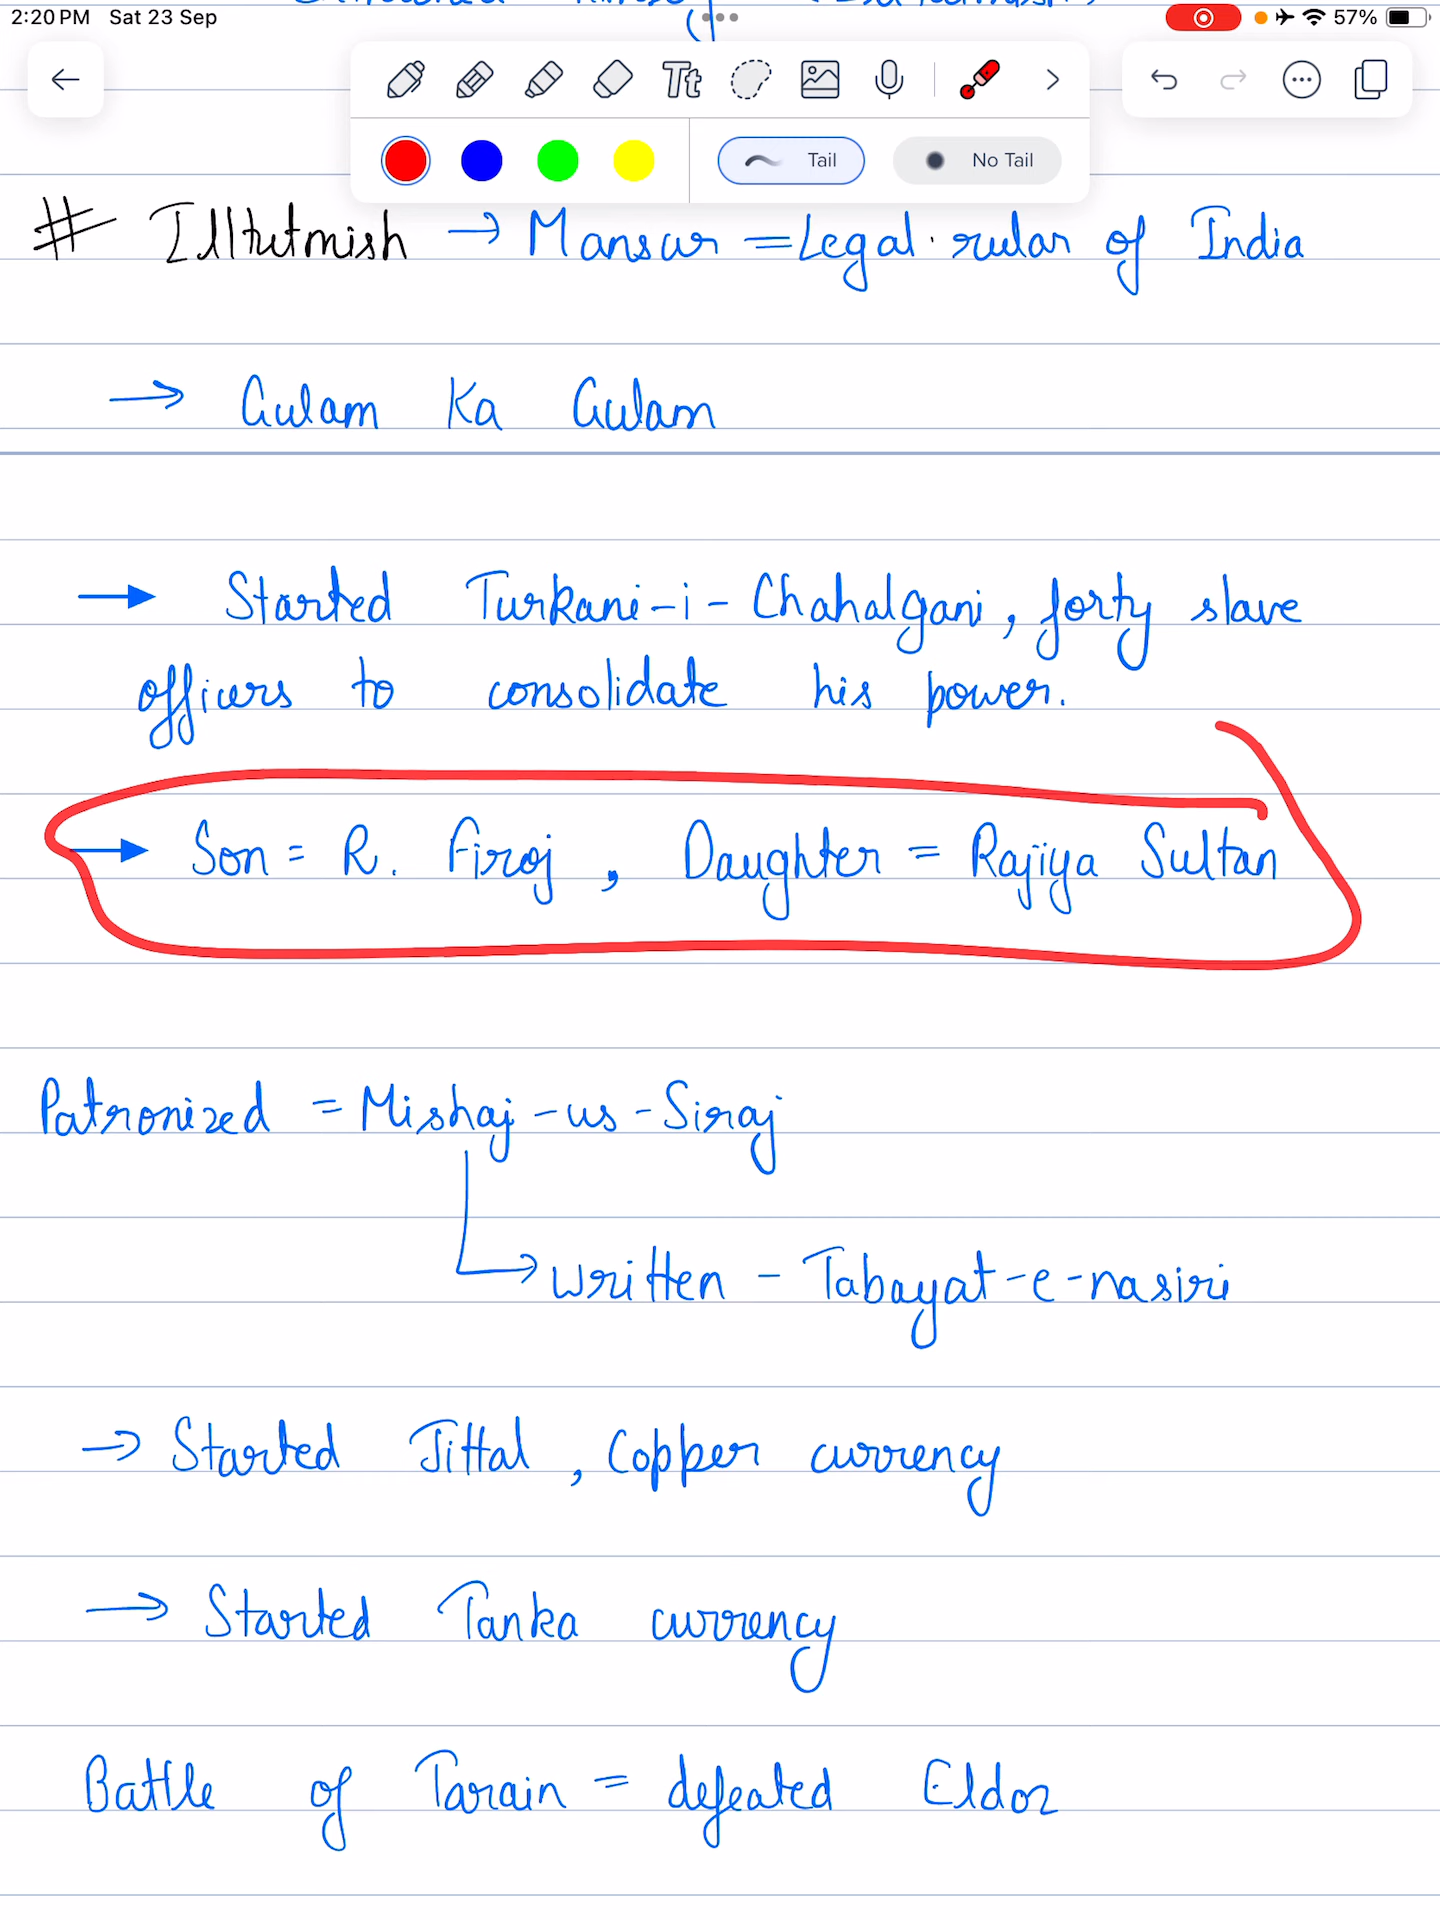 2:20 PM Sat 23 Sep
57%
Tt
Tail
No Tail
# Illtutmish → Mansur = Legal rular of India
→ Gulam Ka Gulam
→ Started Turkani-i-Chahalgani, forty slave
officers to consolidate his power.
→ Son = R. Firoj, Daughter = Rajiya Sultan
Patronized = Mishaj-us-Siraj
→ written - Tabayat-e-nasiri
→ Started Jittal, Copper currency
→ Started Tanka currency
Battle of Tarain = defeated Eldoz